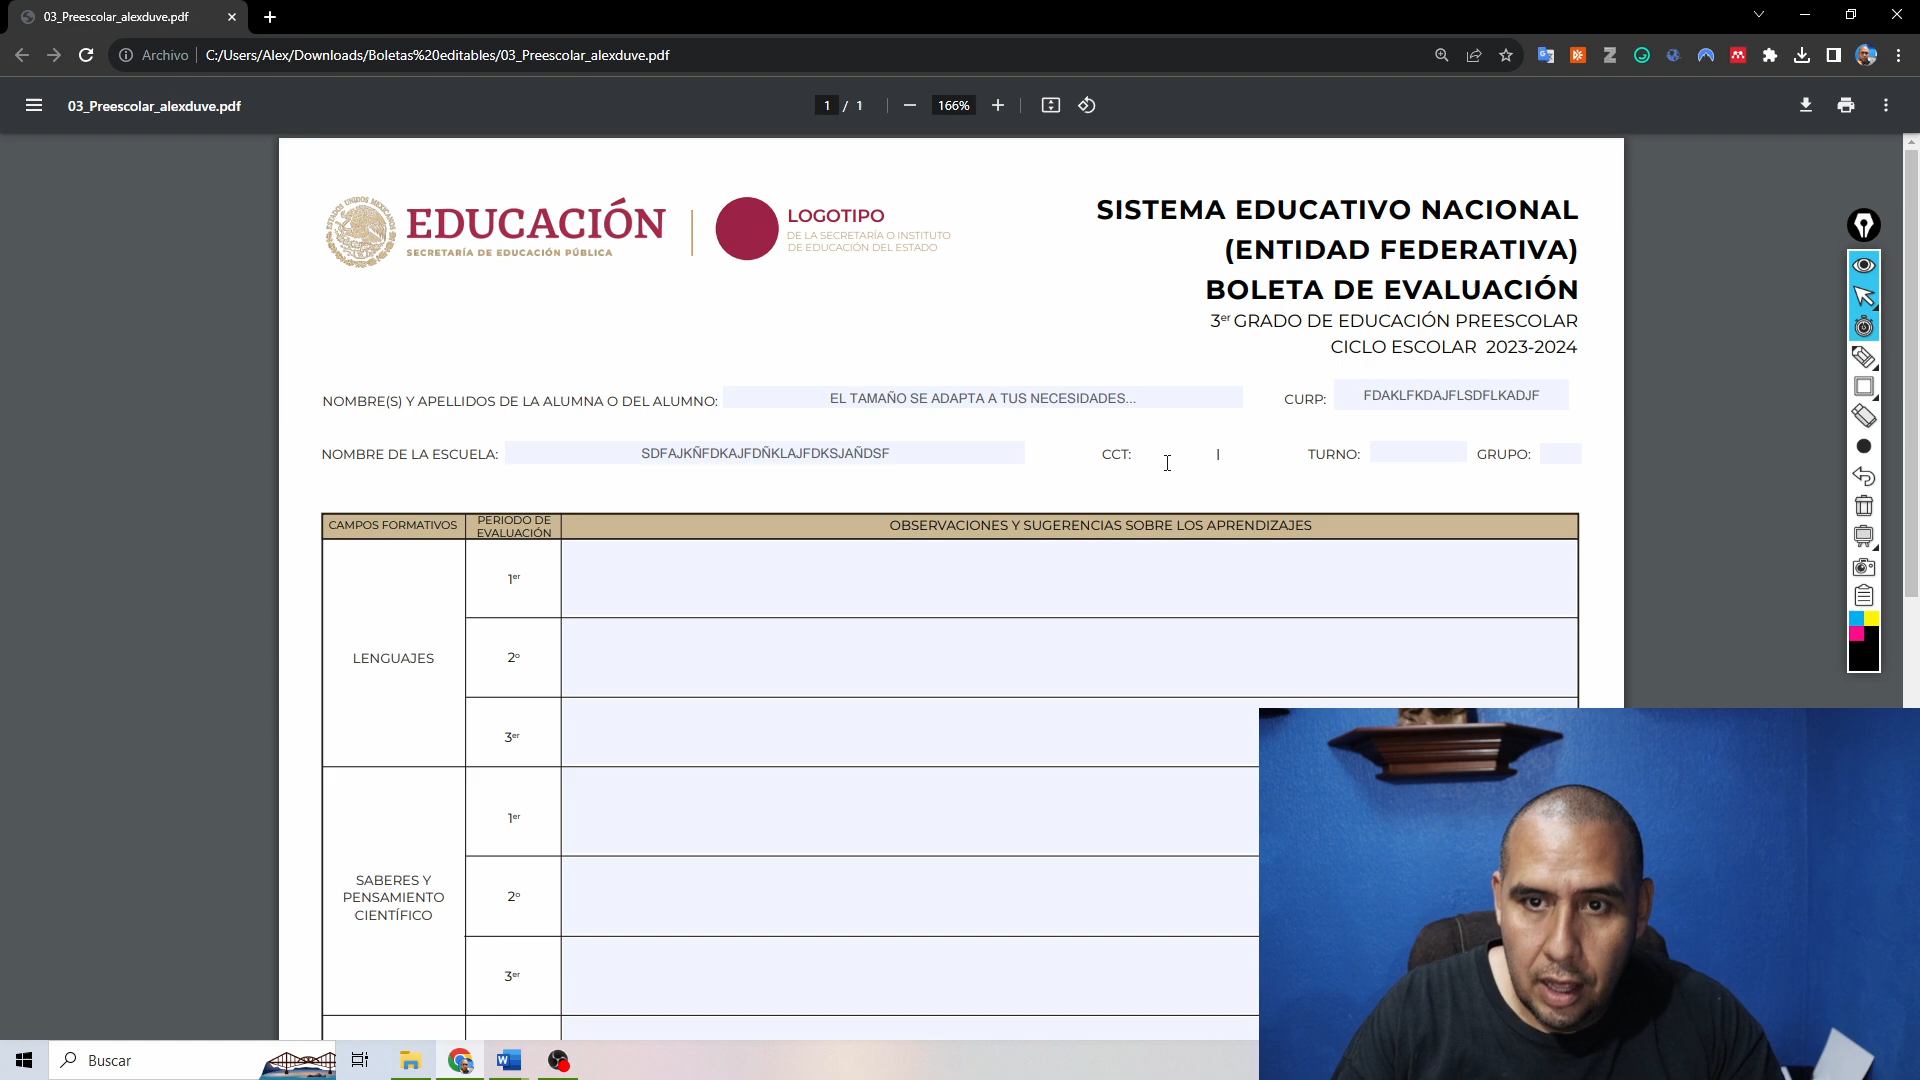 03_Preescolar_alexduve.pdf
Archivo
C:/Users/Alex/Downloads/Boletas%20editables/03_Preescolar_alexduve.pdf
03_Preescolar_alexduve.pdf
1 / 1
166%
EDUCACIÓN
SECRETARÍA DE EDUCACIÓN PÚBLICA
ESTADOS UNIDOS MEXICANOS
LOGOTIPO
DE LA SECRETARÍA O INSTITUTO
DE EDUCACIÓN DEL ESTADO
SISTEMA EDUCATIVO NACIONAL
(ENTIDAD FEDERATIVA)
BOLETA DE EVALUACIÓN
3er GRADO DE EDUCACIÓN PREESCOLAR
CICLO ESCOLAR 2023-2024
NOMBRE(S) Y APELLIDOS DE LA ALUMNA O DEL ALUMNO: EL TAMAÑO SE ADAPTA A TUS NECESIDADES... CURP: FDAKLFKDAJFLSDFLKADJF
NOMBRE DE LA ESCUELA: SDFAJKÑFDKAJFDÑKLAJFDKSJAÑDSF CCT: TURNO: GRUPO:
CAMPOS FORMATIVOS
PERIODO DE
EVALUACIÓN
OBSERVACIONES Y SUGERENCIAS SOBRE LOS APRENDIZAJES
LENGUAJES
1er
2o
3er
SABERES Y
PENSAMIENTO
CIENTÍFICO
1er
2o
3er
Buscar